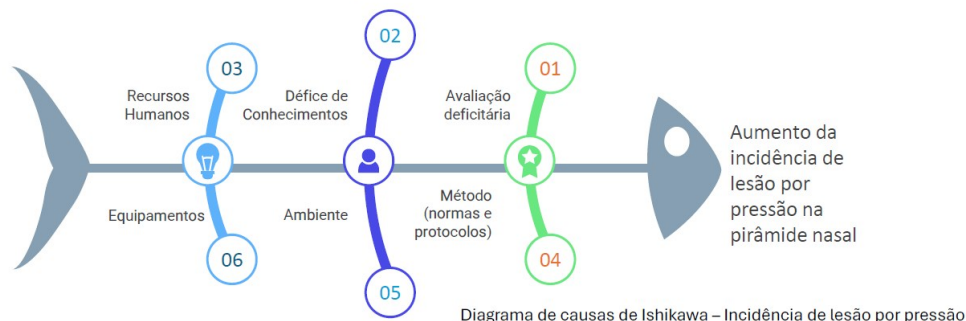 03
02
01
Recursos
Humanos
Défice de
Conhecimentos
Avaliação
deficitária
Aumento da
incidência de
lesão por
pressão na
pirâmide nasal
Equipamentos
Ambiente
Método
(normas e
protocolos)
06
05
04
Diagrama de causas de Ishikawa – Incidência de lesão por pressão